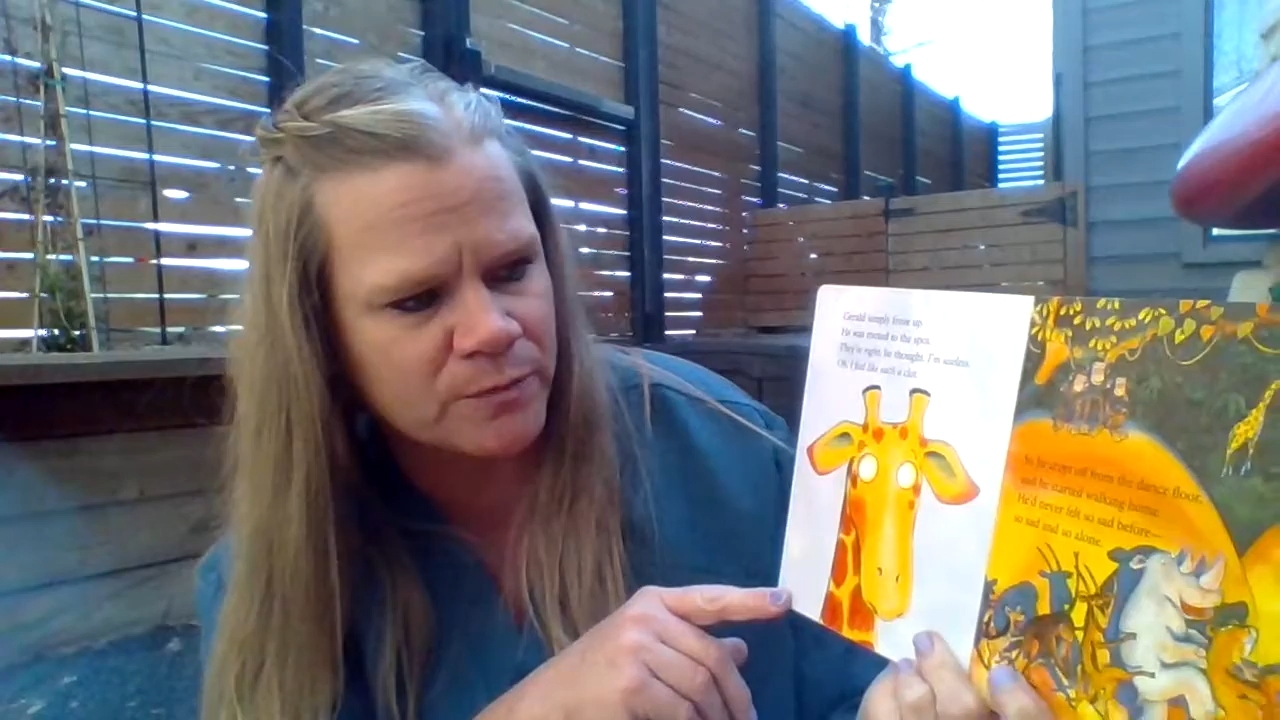 Gerald simply froze up.
He was rooted to the spot.
They're right, he thought. I'm useless.
Oh, I feel like such a clot.
So he crept off from the dance floor,
and he started walking home.
He'd never felt so sad before—
so sad and so alone.